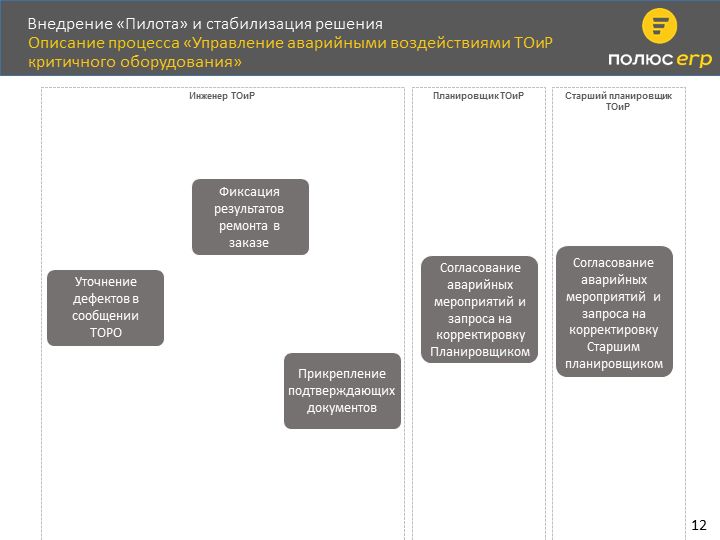 Внедрение «Пилота» и стабилизация решения
Описание процесса «Управление аварийными воздействиями ТОиР
критичного оборудования»
ПОЛЮС erp
Инженер ТОиР
Планировщик ТОиР
Старший планировщик
ТОиР
Фиксация
результатов
ремонта в
заказе
Уточнение
дефектов в
сообщении
ТОРО
Прикрепление
подтверждающих
документов
Согласование
аварийных
мероприятий и
запроса на
корректировку
Планировщиком
Согласование
аварийных
мероприятий и
запроса на
корректировку
Старшим
планировщиком
12